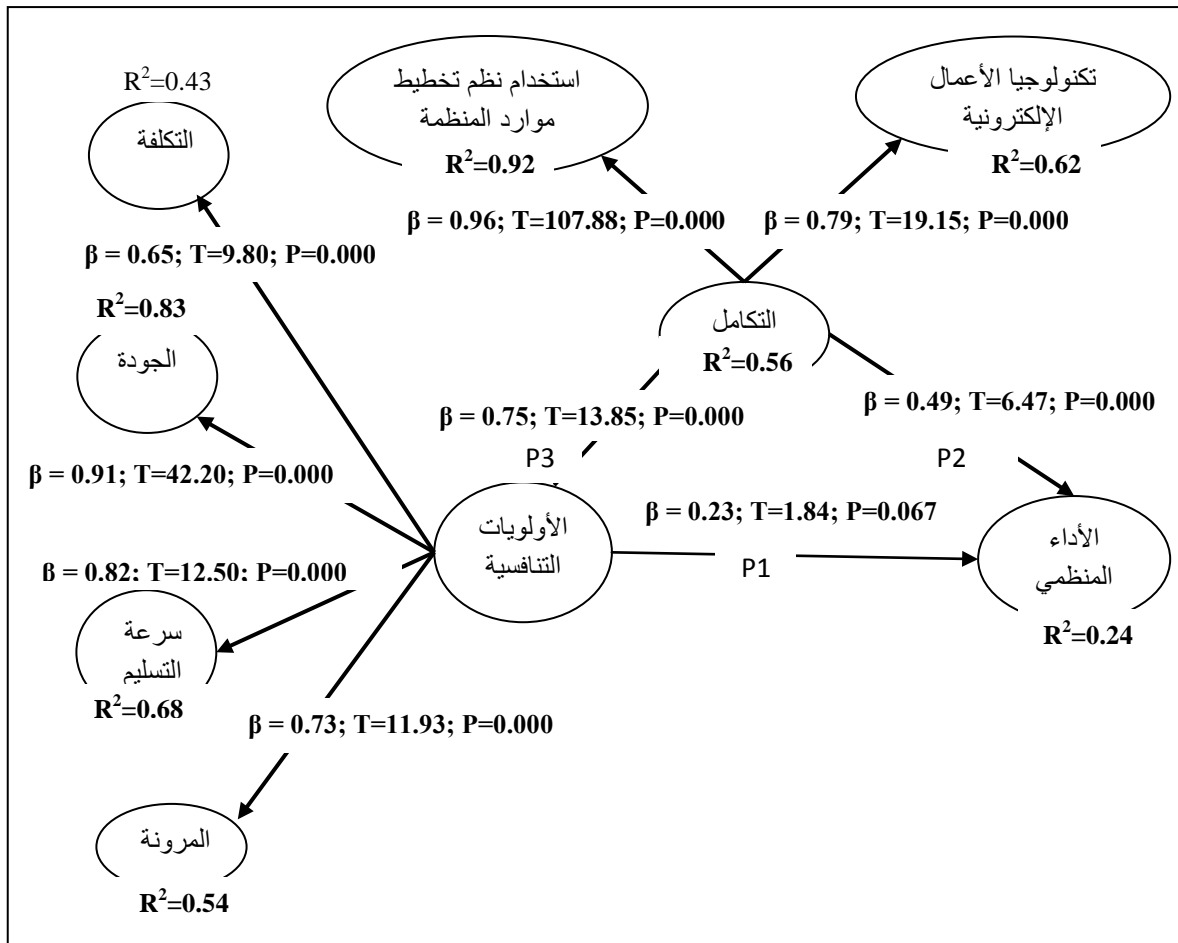 R²=0.43
التكلفة
استخدام نظم تخطيط
موارد المنظمة
R²=0.92
تكنولوجيا الأعمال
الإلكترونية
R²=0.62
β = 0.96; T=107.88; P=0.000
β = 0.79; T=19.15; P=0.000
β = 0.65; T=9.80; P=0.000
R²=0.83
الجودة
التكامل
R²=0.56
β = 0.75; T=13.85; P=0.000
P3
β = 0.49; T=6.47; P=0.000
P2
β = 0.91; T=42.20; P=0.000
الأولويات
التنافسية
β = 0.23; T=1.84; P=0.067
P1
الأداء
المنظمي
R²=0.24
β = 0.82; T=12.50; P=0.000
سرعة
التسليم
R²=0.68
β = 0.73; T=11.93; P=0.000
المرونة
R²=0.54